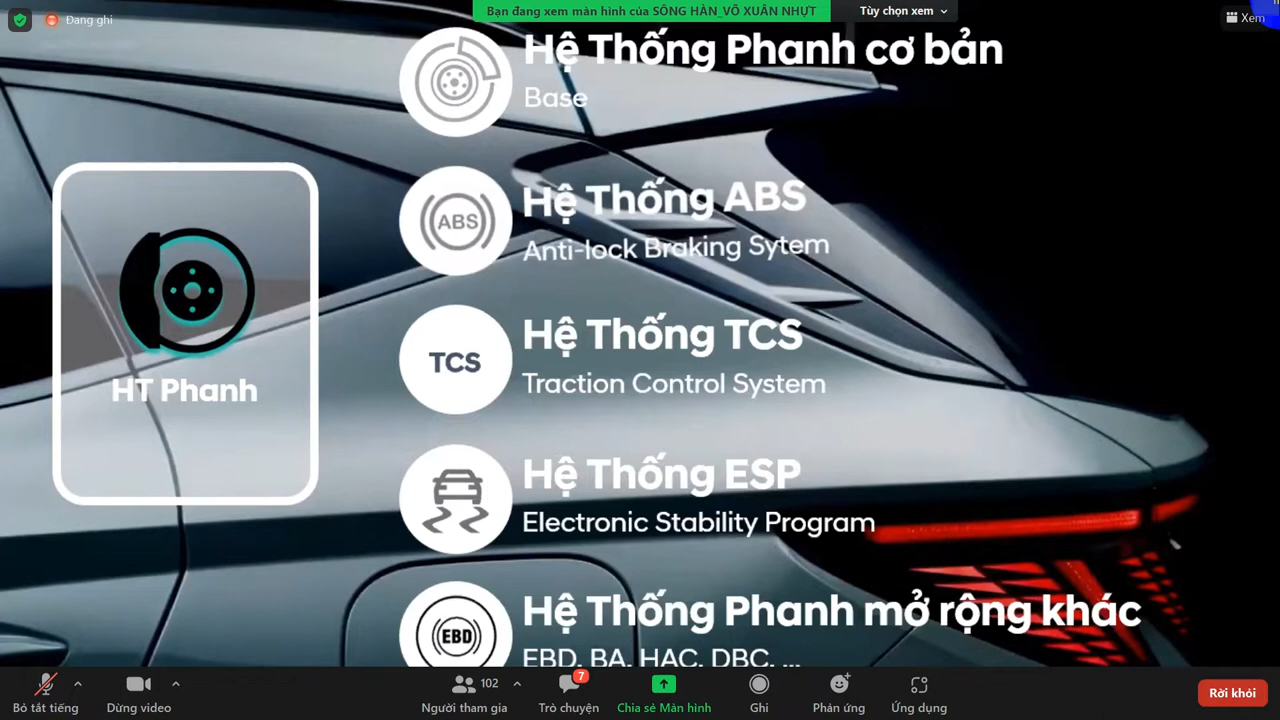 Đang ghi
Bạn đang xem màn hình của SÔNG HÀN_VÕ XUÂN NHỰT
Tùy chọn xem
Xem
Hệ Thống Phanh cơ bản
Base
ABS
Hệ Thống ABS
Anti-lock Braking Sytem
HT Phanh
TCS
Hệ Thống TCS
Traction Control System
Hệ Thống ESP
Electronic Stability Program
EBD
Hệ Thống Phanh mở rộng khác
EBD, BA, HAC, DBC, ...
Bỏ tắt tiếng
Dừng video
102
Người tham gia
7
Trò chuyện
Chia sẻ Màn hình
Ghi
Phản ứng
Ứng dụng
Rời khỏi